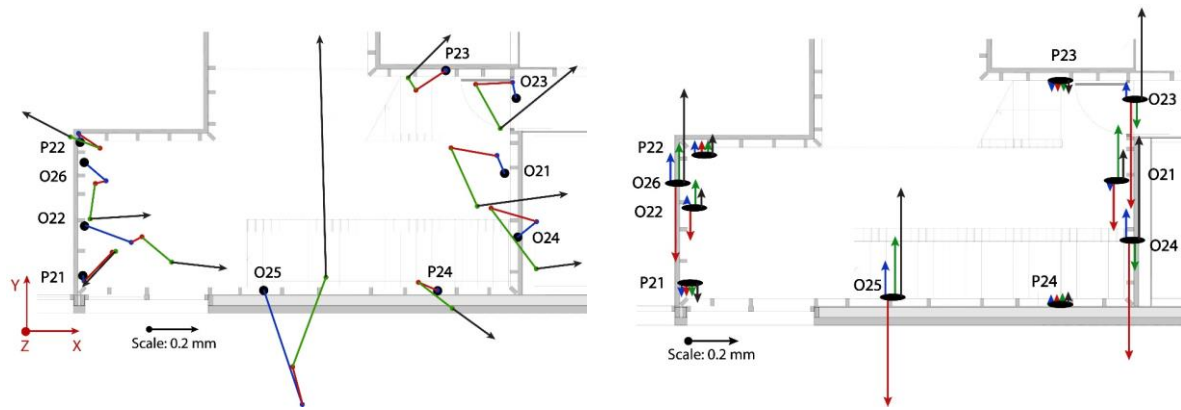 P23
O23
P22
O26
O21
O22
O24
P21
O25
P24
Y
Z
X
Scale: 0.2 mm
P23
O23
P22
O21
O26
O22
O24
P21
O25
P24
Scale: 0.2 mm